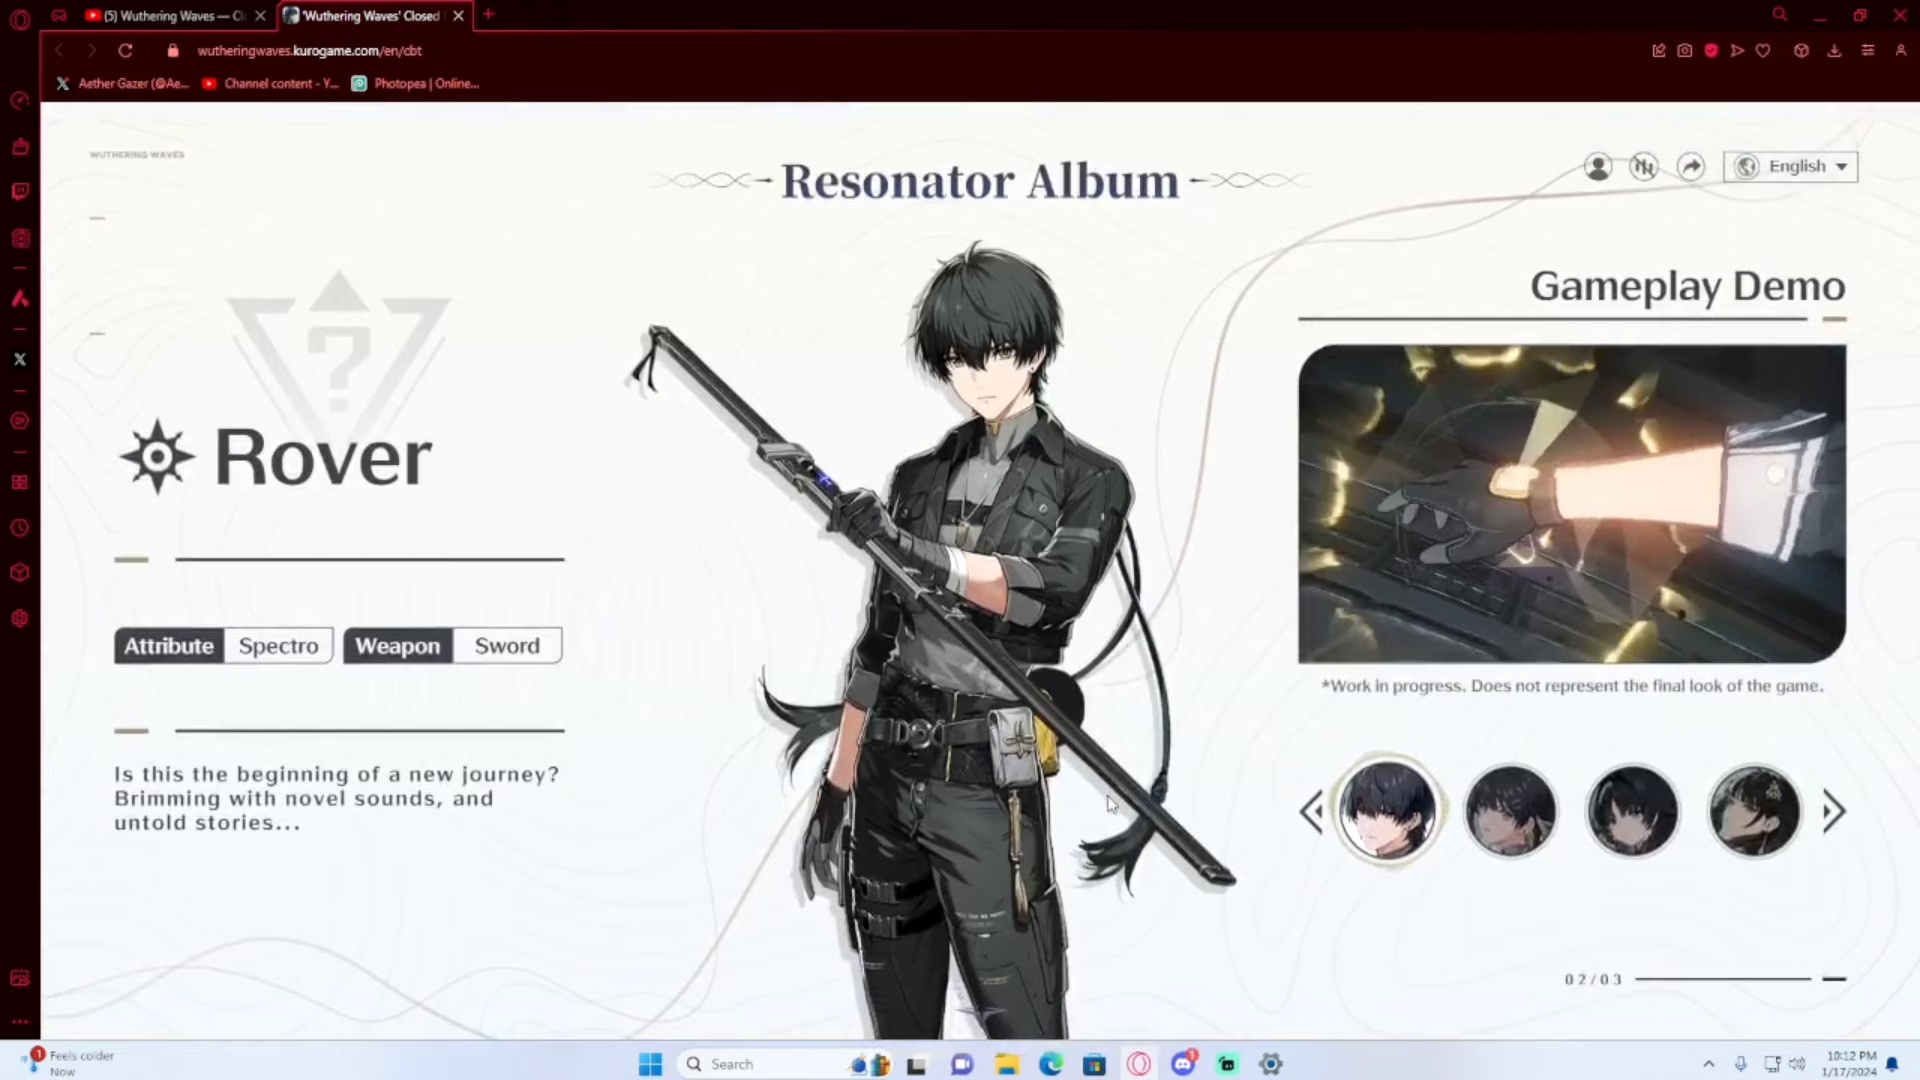 (5) Wuthering Waves — Cl
'Wuthering Waves' Closed
wutheringwaves.kurogame.com/en/cbt
Aether Gazer (@Ae...
Channel content - Y...
Photopea | Online...
WUTHERING WAVES
Resonator Album
English
Gameplay Demo
?
Rover
Attribute
Spectro
Weapon
Sword
*Work in progress. Does not represent the final look of the game.
Is this the beginning of a new journey?
Brimming with novel sounds, and
untold stories...
02/03
1
Feels colder
Now
Search
1
10:12 PM
1/17/2024